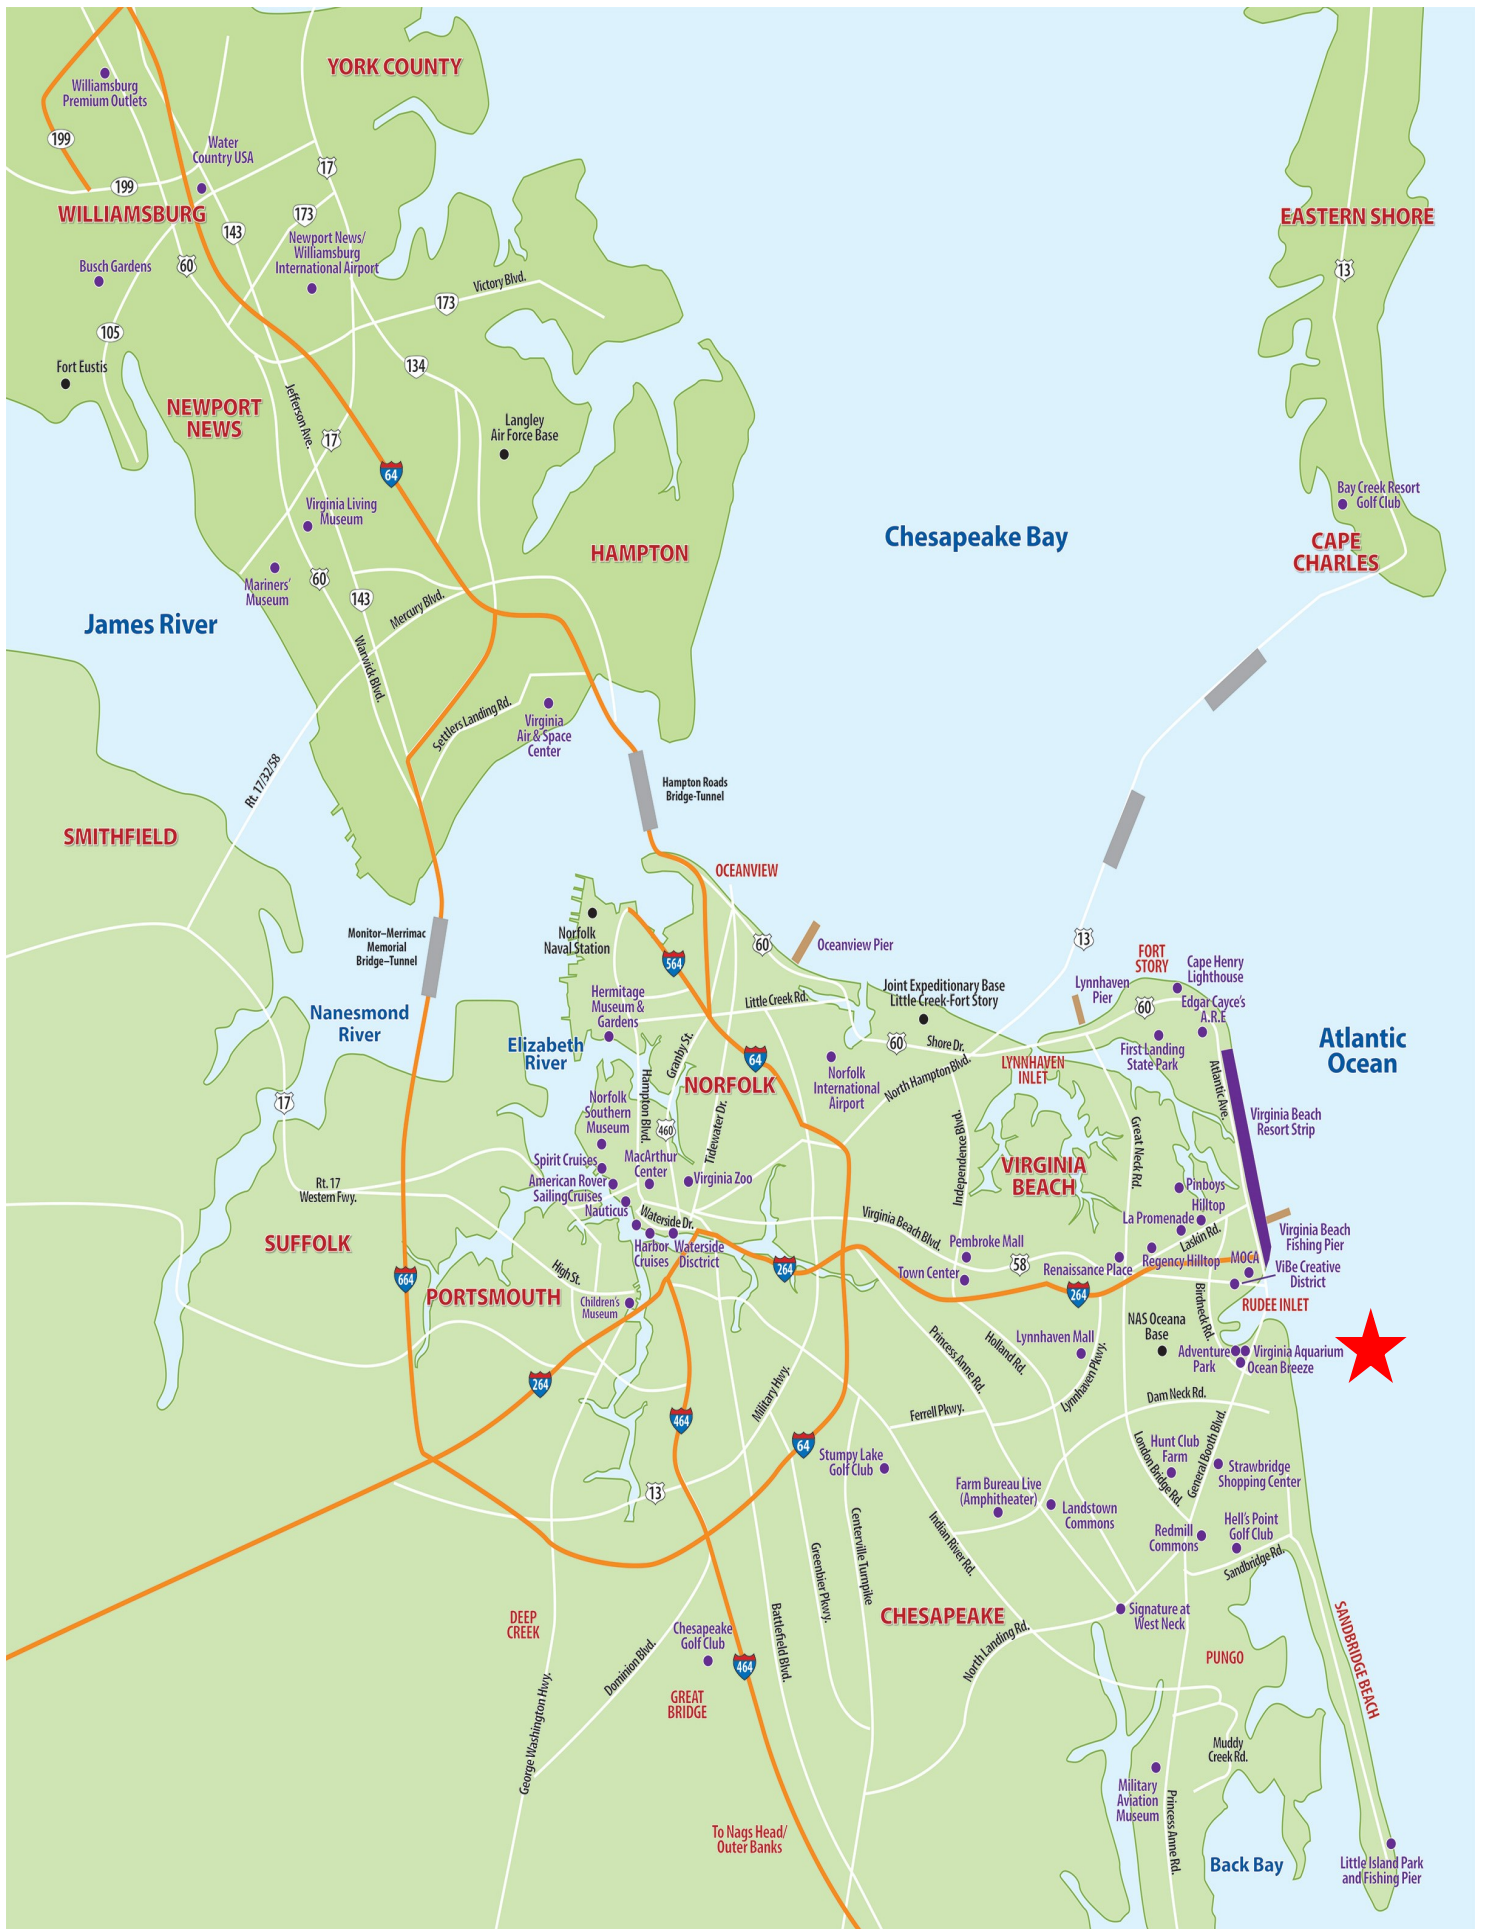 YORK COUNTY
Williamsburg
Premium Outlets
199
Water
Country USA
17
199
WILLIAMSBURG
173
143
EASTERN SHORE
Newport News/
Williamsburg
International Airport
Busch Gardens
60
13
Victory Blvd.
173
105
Fort Eustis
134
Jefferson Ave.
NEWPORT
NEWS
17
Langley
Air Force Base
64
Bay Creek Resort
Golf Club
Virginia Living
Museum
Chesapeake Bay
CAPE
CHARLES
HAMPTON
60
Mariners'
Museum
143
Mercury Blvd.
James River
Warwick Blvd.
Settlers Landing Rd.
Virginia
Air & Space
Center
Rt. 17/32/58
Hampton Roads
Bridge-Tunnel
SMITHFIELD
OCEANVIEW
Monitor–Merrimac
Memorial
Bridge–Tunnel
Norfolk
Naval Station
564
60
Oceanview Pier
13
FORT
STORY
Cape Henry
Lighthouse
Lynnhaven
Pier
Joint Expeditionary Base
Little Creek-Fort Story
Hermitage
Museum &
Gardens
Little Creek Rd.
60
Edgar Cayce's
A.R.E
Nanesmond
River
Elizabeth
River
Granby St.
64
60
Shore Dr.
First Landing
State Park
Atlantic
Ocean
LYNNHAVEN
INLET
North Hampton Blvd.
NORFOLK
Norfolk
International
Airport
Hampton Blvd.
Atlantic Ave.
17
Norfolk
Southern
Museum
460
Tidewater Dr.
Independence Blvd.
Great Neck Rd.
Virginia Beach
Resort Strip
Spirit Cruises
MacArthur
Center
VIRGINIA
BEACH
Rt. 17
Western Fwy.
American Rover
SailingCruises
Virginia Zoo
Pinboys
Nauticus
Waterside Dr.
Hilltop
La Promenade
Virginia Beach Blvd.
Laskin Rd.
Virginia Beach
Fishing Pier
SUFFOLK
Harbor
Cruises
Waterside
Disctrict
Pembroke Mall
58
Town Center
Renaissance Place
Regency Hilltop
MOCA
ViBe Creative
District
664
High St.
264
264
Birdneck Rd.
RUDEE INLET
PORTSMOUTH
Children's
Museum
NAS Oceana
Base
Princess Anne Rd.
Holland Rd.
Lynnhaven Mall
Lynnhaven Pkwy.
Adventure
Park
Virginia Aquarium
Ocean Breeze
264
Military Hwy.
Dam Neck Rd.
464
Ferrell Pkwy.
64
Stumpy Lake
Golf Club
London Bridge Rd.
Hunt Club
Farm
General Booth Blvd.
Strawbridge
Shopping Center
13
Farm Bureau Live
(Amphitheater)
Landstown
Commons
Centerville Turnpike
Indian River Rd.
Redmill
Commons
Hell's Point
Golf Club
Sandbridge Rd.
Greenbier Pkwy.
DEEP
CREEK
Battlefield Blvd.
CHESAPEAKE
Signature at
West Neck
SANDBRIDGE BEACH
Chesapeake
Golf Club
Dominion Blvd.
464
North Landing Rd.
PUNGO
GREAT
BRIDGE
George Washington Hwy.
Muddy
Creek Rd.
Military
Aviation
Museum
Princess Anne Rd.
To Nags Head/
Outer Banks
Back Bay
Little Island Park
and Fishing Pier